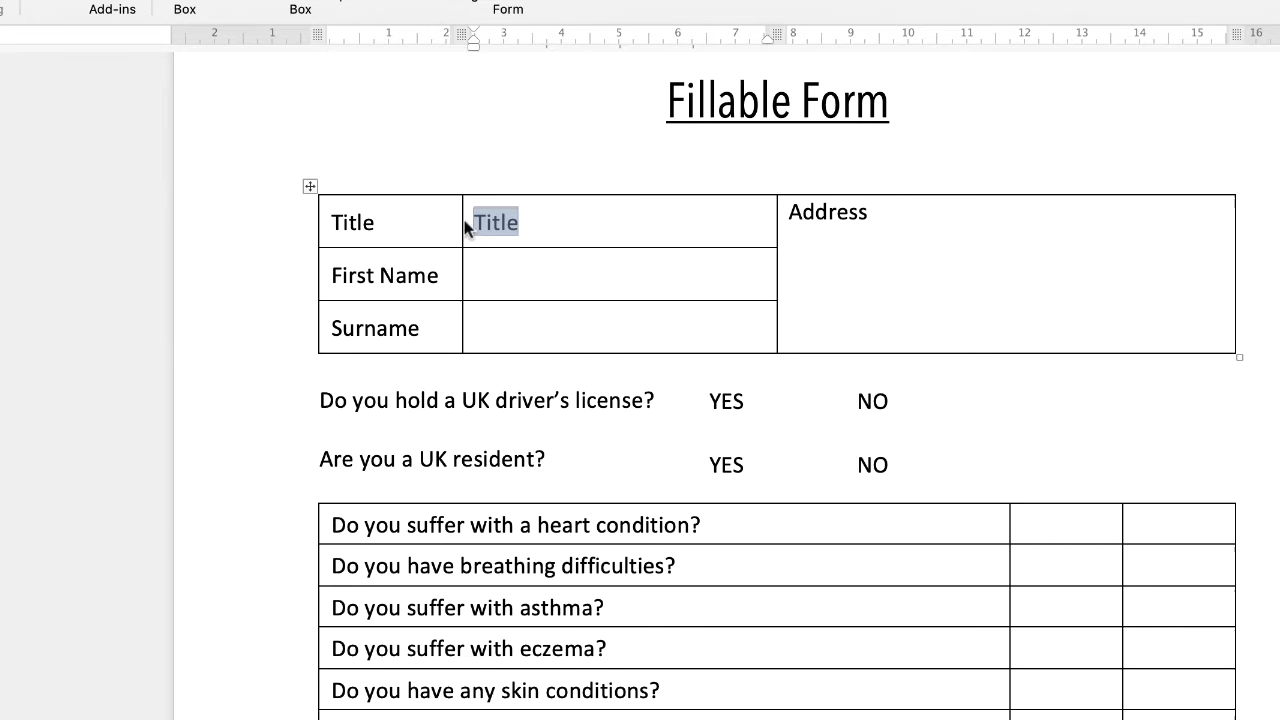 Add-ins Box Box Form
2 1 1 2 3 4 5 6 7 8 9 10 11 12 13 14 15 16
Fillable Form
Title Title Address
First Name
Surname
Do you hold a UK driver’s license? YES NO
Are you a UK resident? YES NO
Do you suffer with a heart condition?
Do you have breathing difficulties?
Do you suffer with asthma?
Do you suffer with eczema?
Do you have any skin conditions?